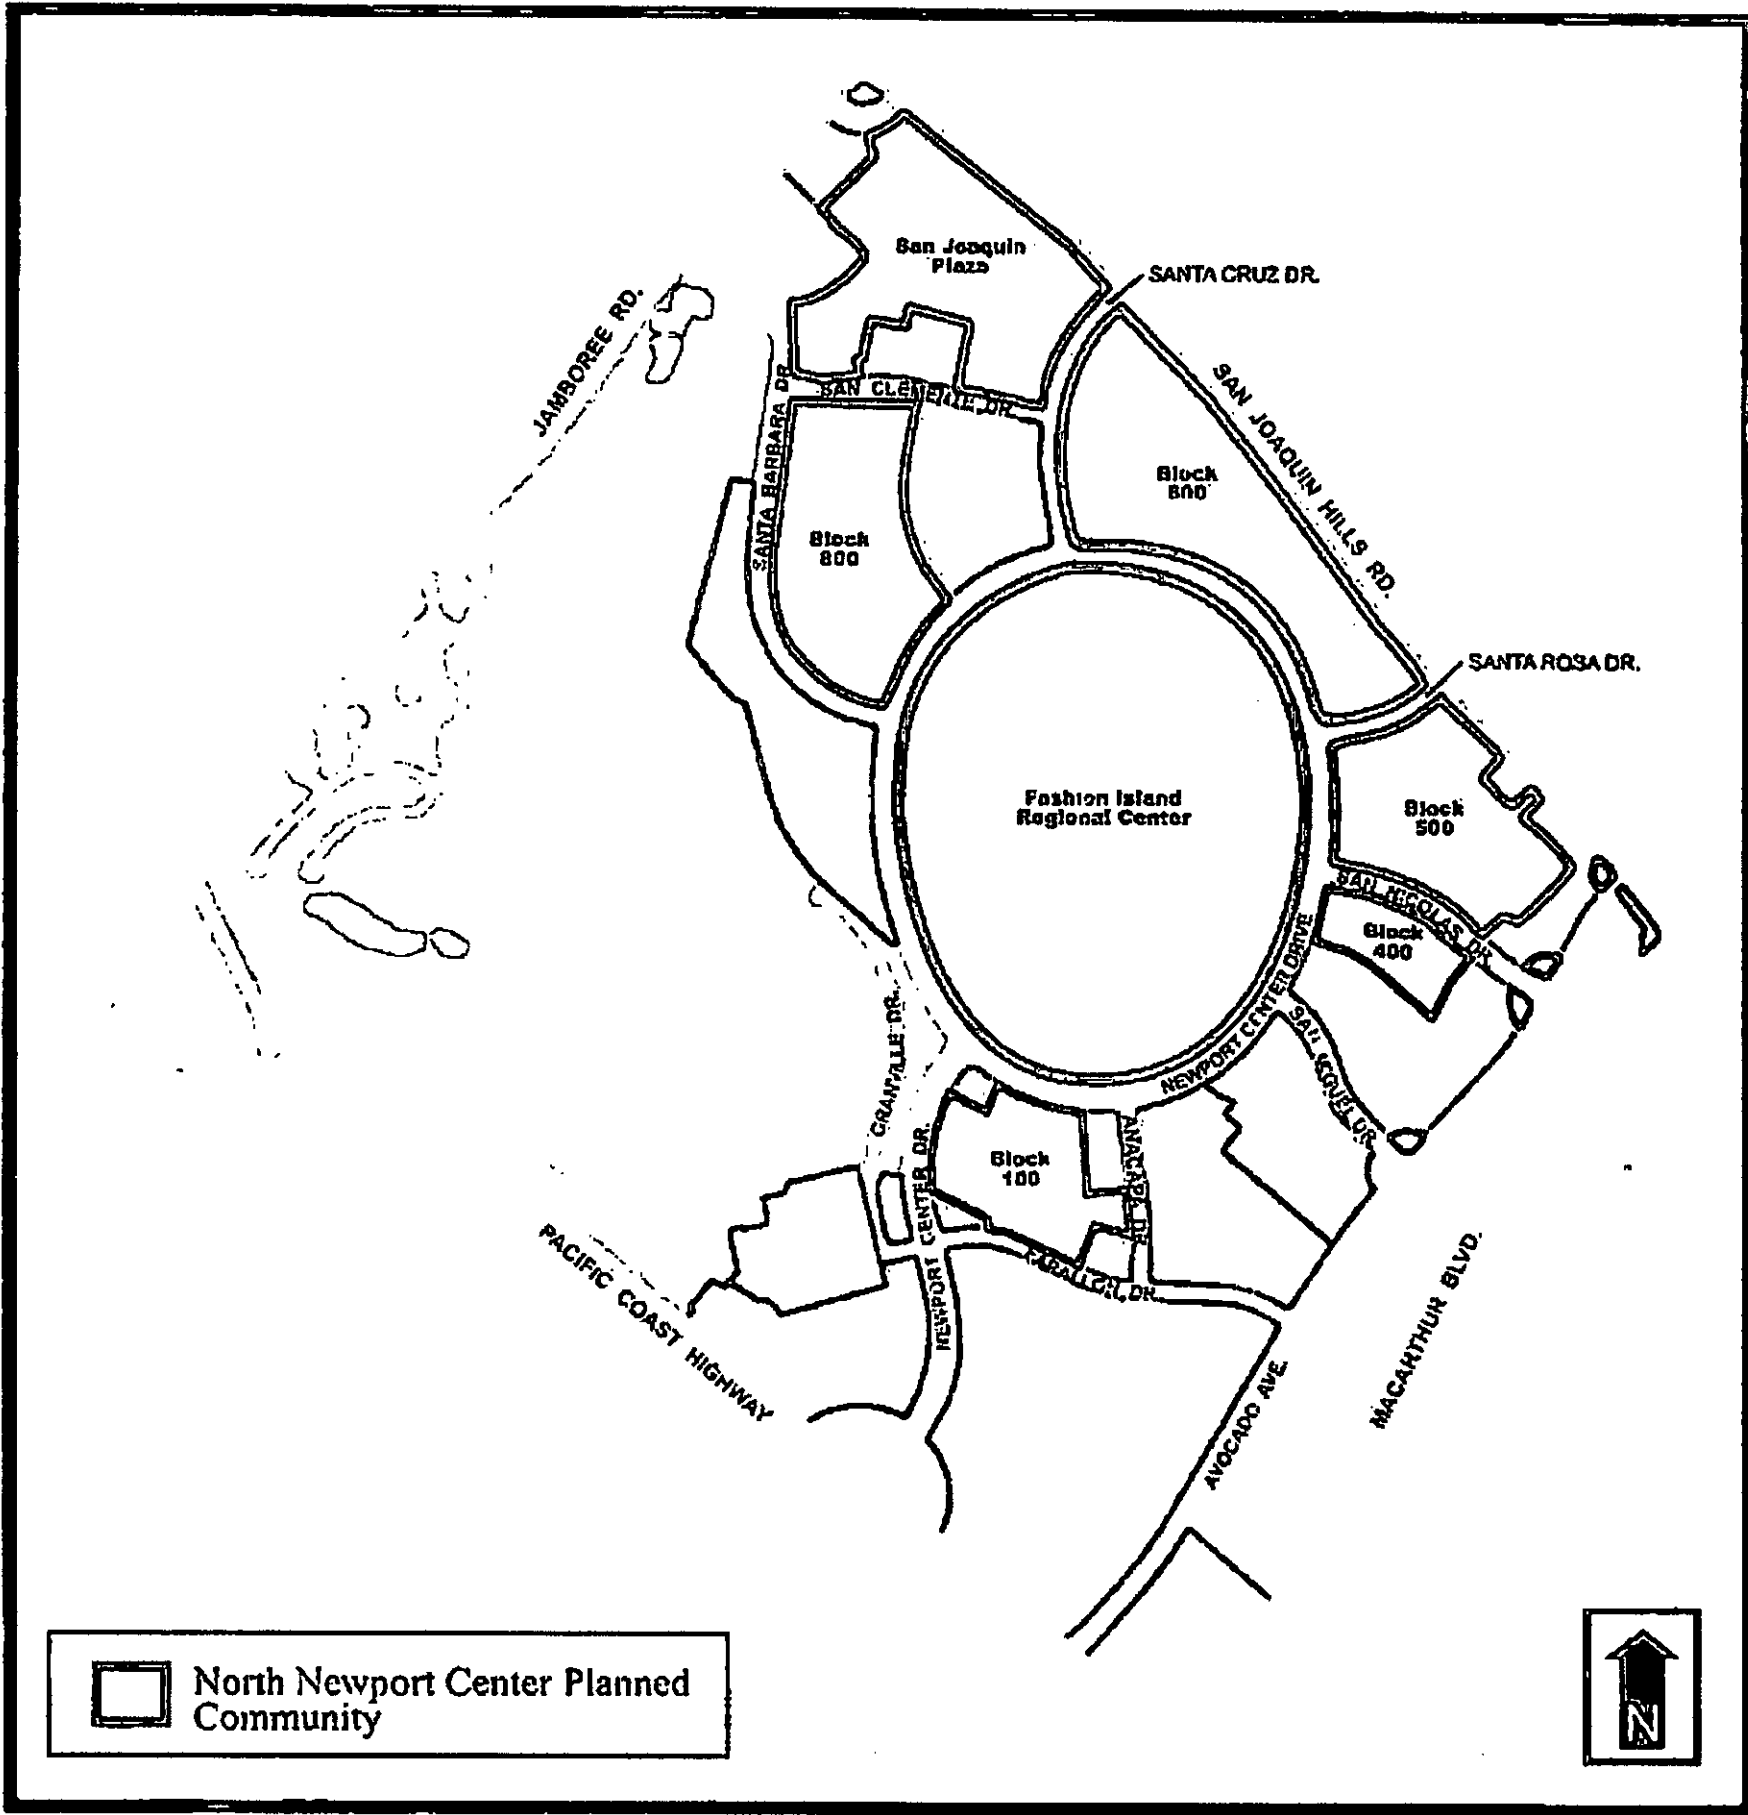 San Joaquin
Plaza
SANTA CRUZ DR.
JAMBOREE RD.
SAN CLEMENTE DR.
SAN JOAQUIN HILLS RD.
SANTA BARBARA DR.
Block
600
Block
800
SANTA ROSA DR.
Fashion Island
Regional Center
Block
500
SAN NICOLAS DR.
Block
400
NEWPORT CENTER DRIVE
SAN MIGUEL DR.
GRANVILLE DR.
ANACAPA DR.
Block
100
NEWPORT CENTER DR.
FARALLON DR.
PACIFIC COAST HIGHWAY
MACARTHUR BLVD.
AVOCADO AVE.
North Newport Center Planned
Community
N